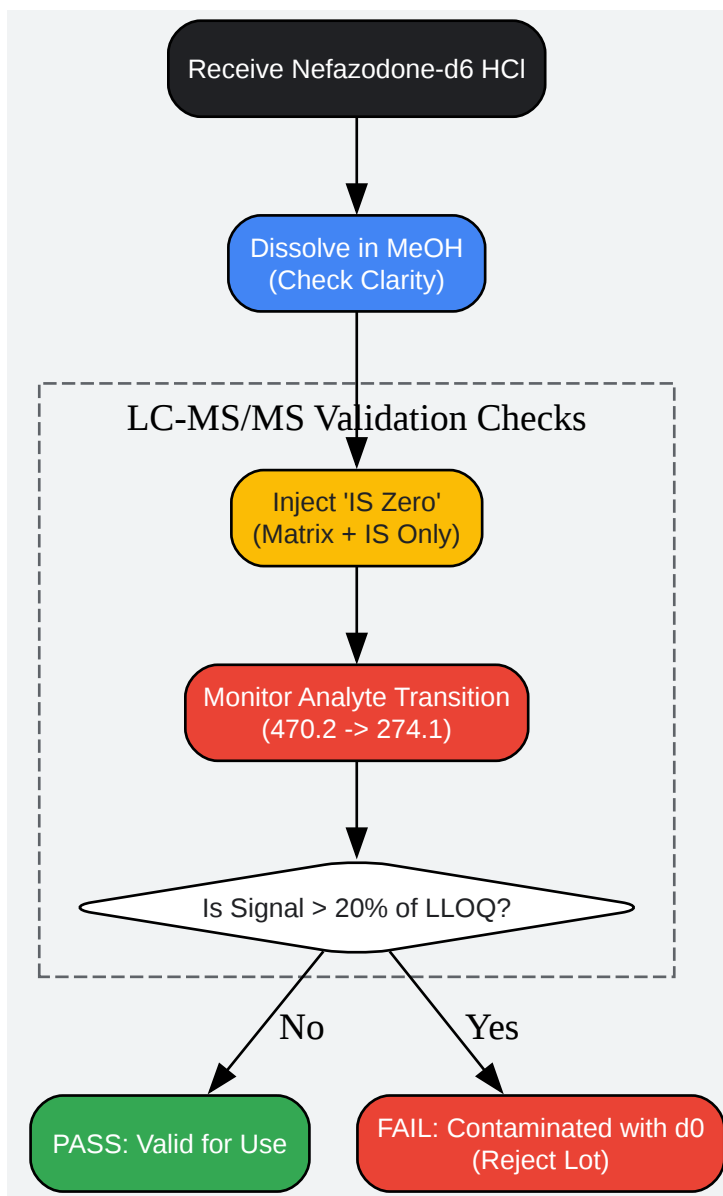 Receive Nefazodone-d6 HCl
Dissolve in MeOH
(Check Clarity)
LC-MS/MS Validation Checks
Inject 'IS Zero'
(Matrix + IS Only)
Monitor Analyte Transition
(470.2 -> 274.1)
Is Signal > 20% of LLOQ?
No
Yes
PASS: Valid for Use
FAIL: Contaminated with d0
(Reject Lot)